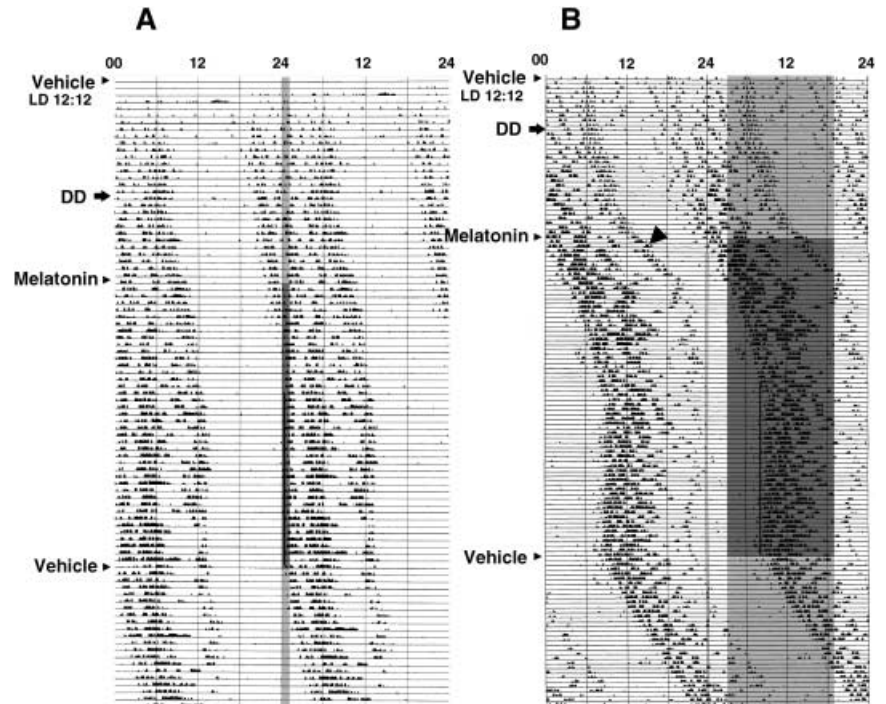 A
00 12 24 12 24
Vehicle
LD 12:12
DD
Melatonin
Vehicle
B
00 12 24 12 24
Vehicle
LD 12:12
DD
Melatonin
Vehicle